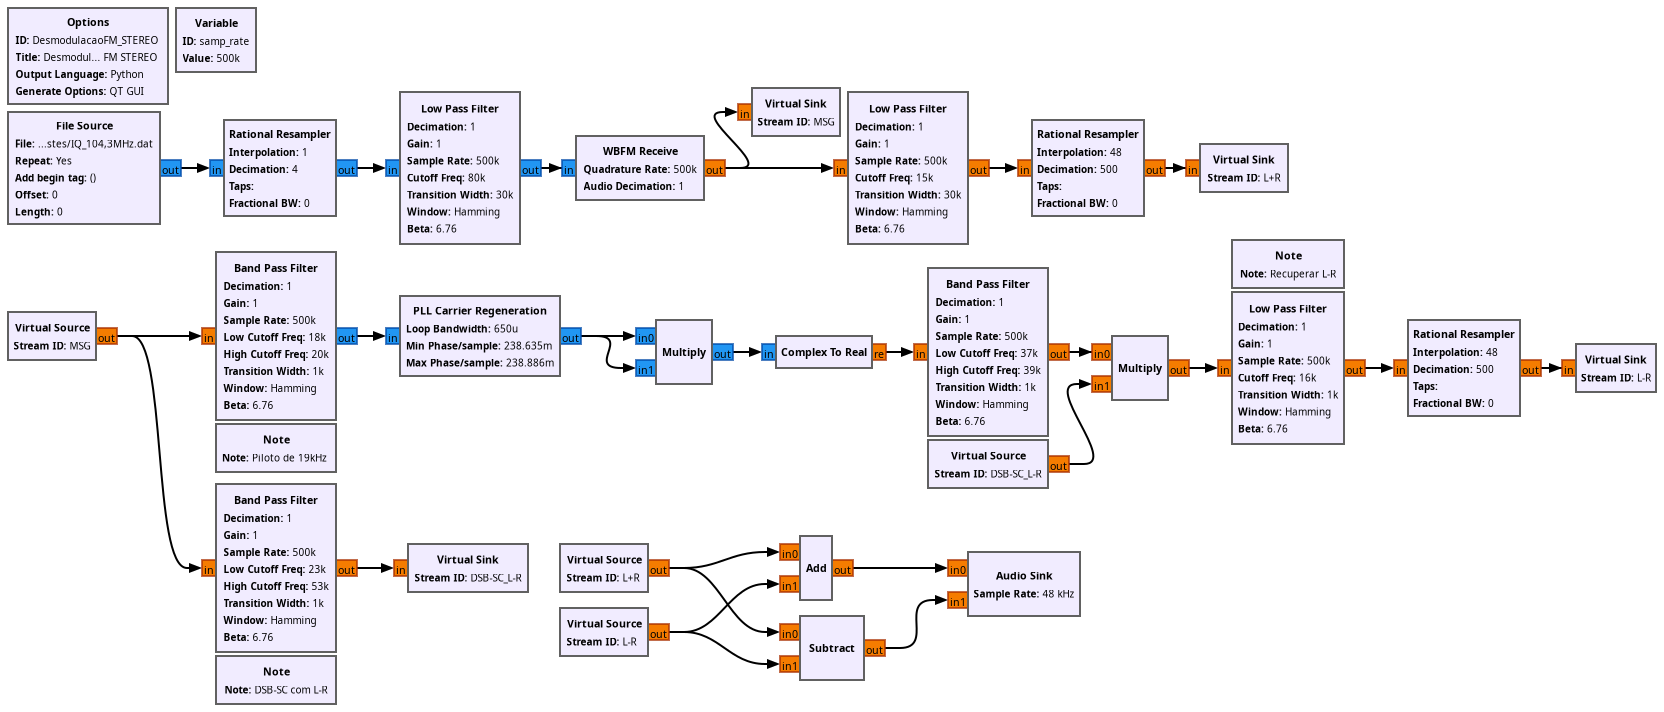 Options
ID: DesmodulacaoFM_STEREO
Title: Desmodul... FM STEREO
Output Language: Python
Generate Options: QT GUI
Variable
ID: samp_rate
Value: 500k
File Source
File: ...stes/IQ_104,3MHz.dat
Repeat: Yes
Add begin tag: ()
Offset: 0
Length: 0
out
in
Rational Resampler
Interpolation: 1
Decimation: 4
Taps:
Fractional BW: 0
out
in
Low Pass Filter
Decimation: 1
Gain: 1
Sample Rate: 500k
Cutoff Freq: 80k
Transition Width: 30k
Window: Hamming
Beta: 6.76
out
in
WBFM Receive
Quadrature Rate: 500k
Audio Decimation: 1
out
in
Virtual Sink
Stream ID: MSG
in
Low Pass Filter
Decimation: 1
Gain: 1
Sample Rate: 500k
Cutoff Freq: 15k
Transition Width: 30k
Window: Hamming
Beta: 6.76
out
in
Rational Resampler
Interpolation: 48
Decimation: 500
Taps:
Fractional BW: 0
out
in
Virtual Sink
Stream ID: L+R
Virtual Source
Stream ID: MSG
out
in
Band Pass Filter
Decimation: 1
Gain: 1
Sample Rate: 500k
Low Cutoff Freq: 18k
High Cutoff Freq: 20k
Transition Width: 1k
Window: Hamming
Beta: 6.76
out
Note
Note: Piloto de 19kHz
in
PLL Carrier Regeneration
Loop Bandwidth: 650u
Min Phase/sample: 238.635m
Max Phase/sample: 238.886m
out
in0
in1
Multiply
out
in
Complex To Real
re
in
Band Pass Filter
Decimation: 1
Gain: 1
Sample Rate: 500k
Low Cutoff Freq: 37k
High Cutoff Freq: 39k
Transition Width: 1k
Window: Hamming
Beta: 6.76
out
Virtual Source
Stream ID: DSB-SC_L-R
out
in0
in1
Multiply
out
Note
Note: Recuperar L-R
in
Low Pass Filter
Decimation: 1
Gain: 1
Sample Rate: 500k
Cutoff Freq: 16k
Transition Width: 1k
Window: Hamming
Beta: 6.76
out
in
Rational Resampler
Interpolation: 48
Decimation: 500
Taps:
Fractional BW: 0
out
in
Virtual Sink
Stream ID: L-R
in
Band Pass Filter
Decimation: 1
Gain: 1
Sample Rate: 500k
Low Cutoff Freq: 23k
High Cutoff Freq: 53k
Transition Width: 1k
Window: Hamming
Beta: 6.76
out
Note
Note: DSB-SC com L-R
in
Virtual Sink
Stream ID: DSB-SC_L-R
Virtual Source
Stream ID: L+R
out
Virtual Source
Stream ID: L-R
out
in0
in1
Add
out
in0
in1
Subtract
out
in0
in1
Audio Sink
Sample Rate: 48 kHz